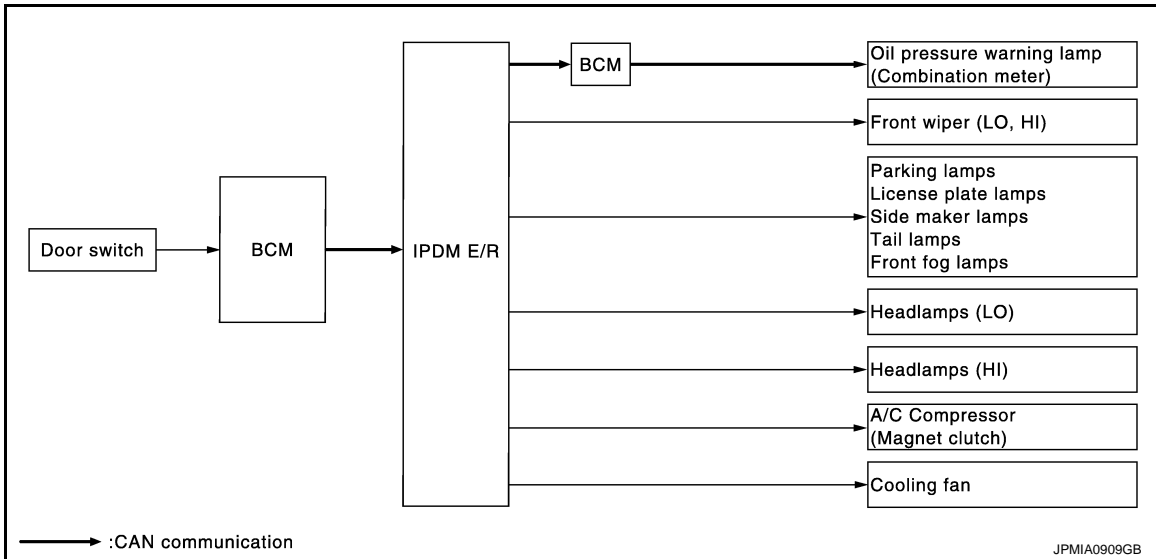 Door switch
BCM
IPDM E/R
BCM
Oil pressure warning lamp
(Combination meter)
Front wiper (LO, HI)
Parking lamps
License plate lamps
Side maker lamps
Tail lamps
Front fog lamps
Headlamps (LO)
Headlamps (HI)
A/C Compressor
(Magnet clutch)
Cooling fan
:CAN communication
JPMIA0909GB